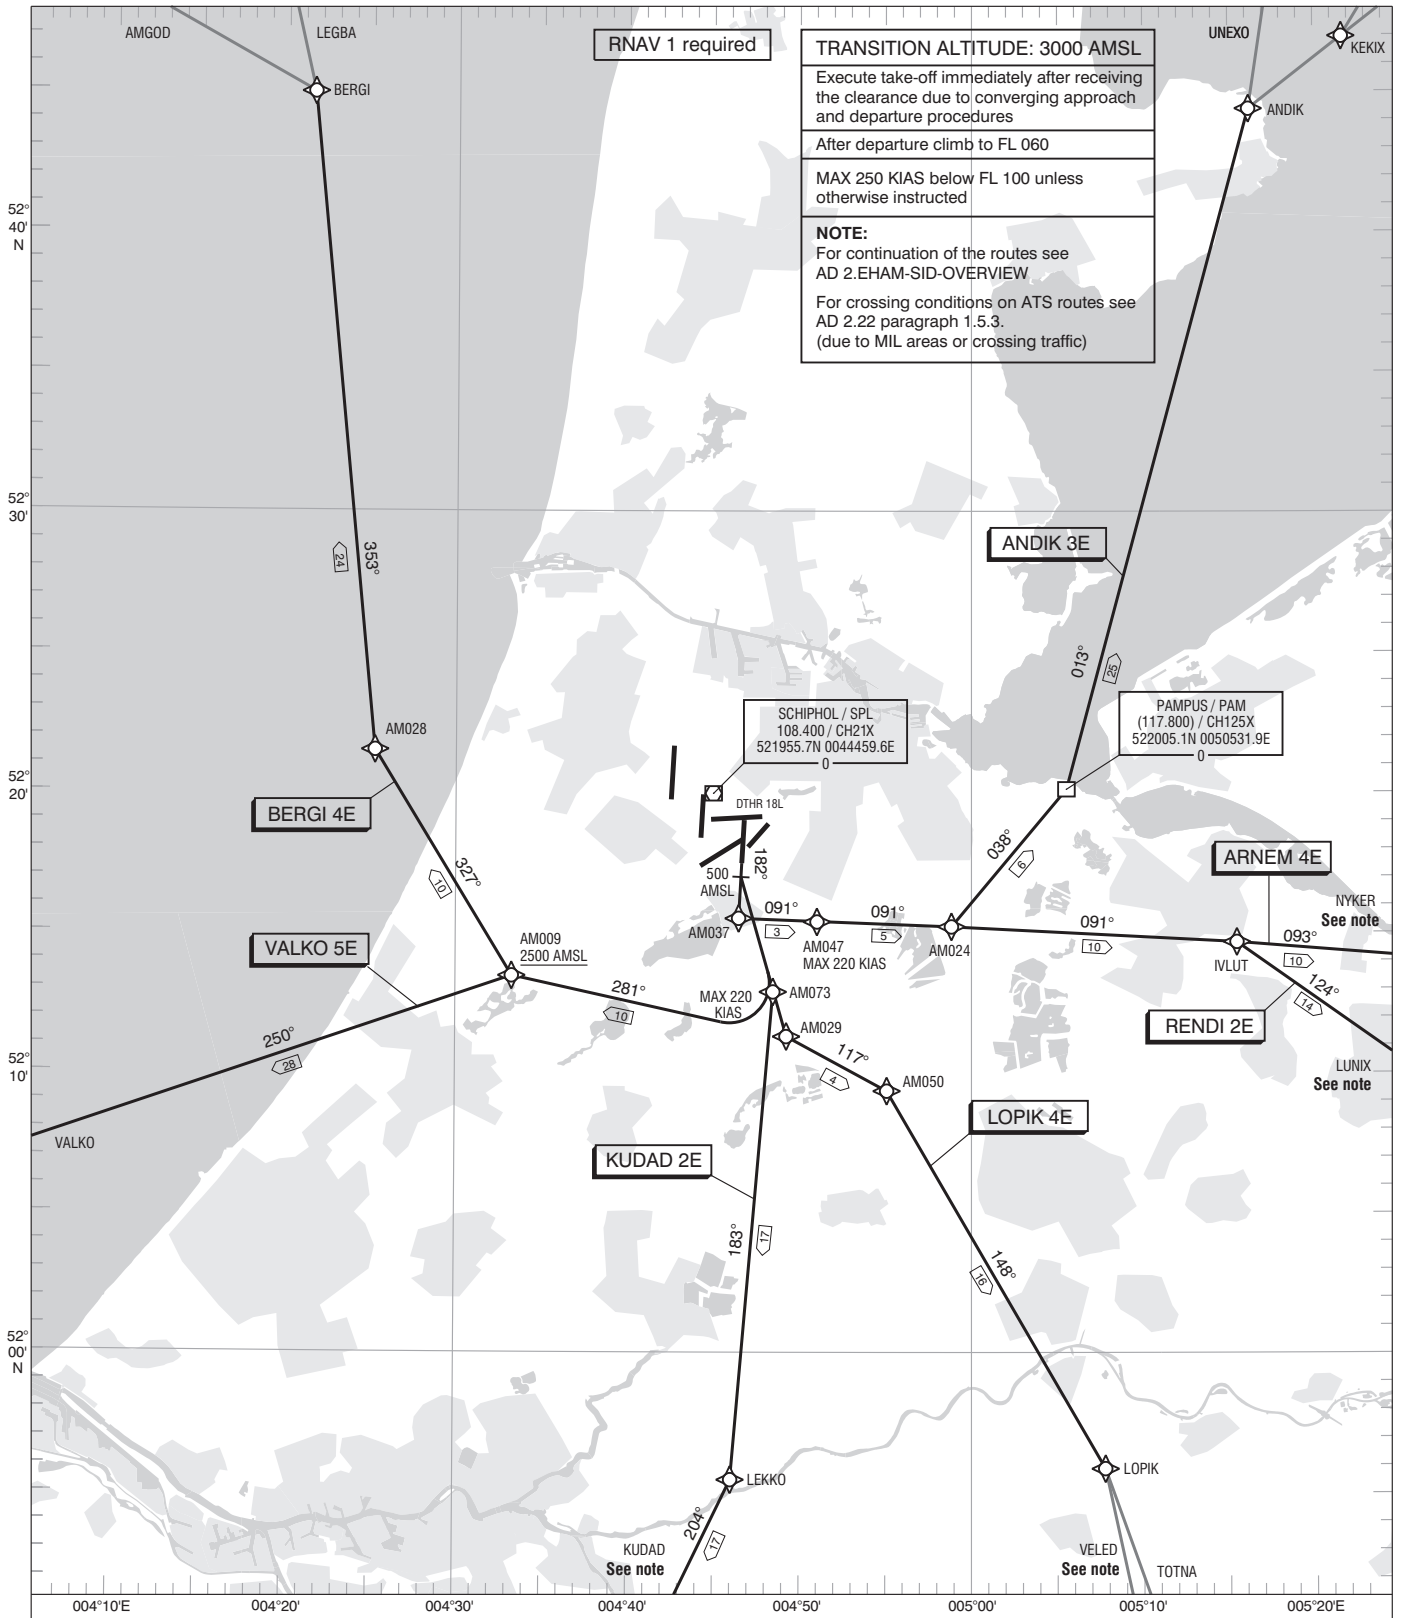 AMGOD
LEGBA
BERGI
RNAV 1 required
TRANSITION ALTITUDE: 3000 AMSL
Execute take-off immediately after receiving
the clearance due to converging approach
and departure procedures
After departure climb to FL 060
MAX 250 KIAS below FL 100 unless
otherwise instructed
NOTE:
For continuation of the routes see
AD 2.EHAM-SID-OVERVIEW
For crossing conditions on ATS routes see
AD 2.22 paragraph 1.5.3.
(due to MIL areas or crossing traffic)
UNEXO
KEKIX
ANDIK
52°
40'
N
52°
30'
353°
24
ANDIK 3E
013°
25
AM028
SCHIPHOL / SPL
108.400 / CH21X
521955.7N 0044459.6E
0
PAMPUS / PAM
(117.800) / CH125X
522005.1N 0050531.9E
0
52°
20'
BERGI 4E
DTHR 18L
182°
500
AMSL
327°
10
038°
6
ARNEM 4E
NYKER
See note
AM037
091°
3
AM047
MAX 220 KIAS
091°
5
AM024
091°
10
IVLUT
093°
10
VALKO 5E
AM009
2500 AMSL
281°
10
MAX 220
KIAS
AM073
AM029
124°
14
RENDI 2E
250°
28
117°
4
AM050
52°
10'
LUNIX
See note
VALKO
LOPIK 4E
KUDAD 2E
183°
17
148°
16
52°
00'
N
LEKKO
LOPIK
204°
17
KUDAD
See note
VELED
See note
TOTNA
004°10'E
004°20'
004°30'
004°40'
004°50'
005°00'
005°10'
005°20'E